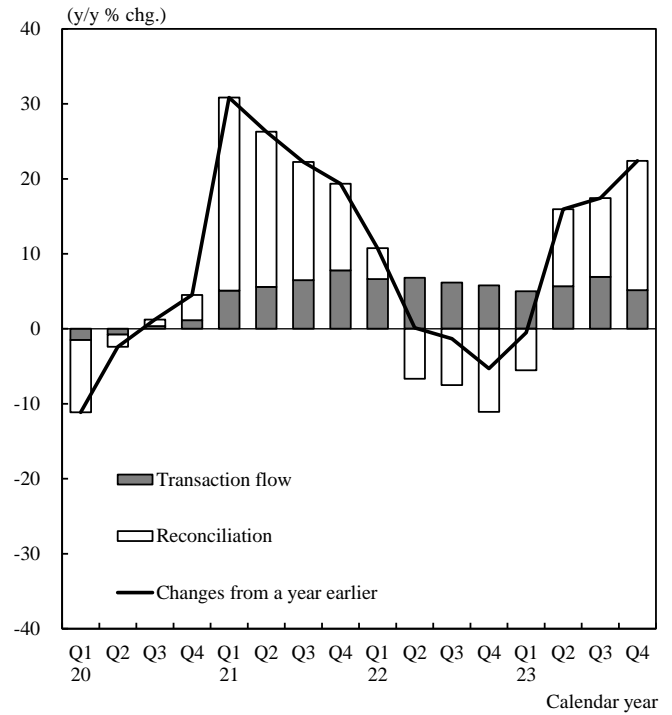 (y/y % chg.)
40
30
20
10
0
-10
-20
-30
-40
Transaction flow
Reconciliation
Changes from a year earlier
Q1 Q2 Q3 Q4 Q1 Q2 Q3 Q4 Q1 Q2 Q3 Q4 Q1 Q2 Q3 Q4
20 21 22 23
Calendar year